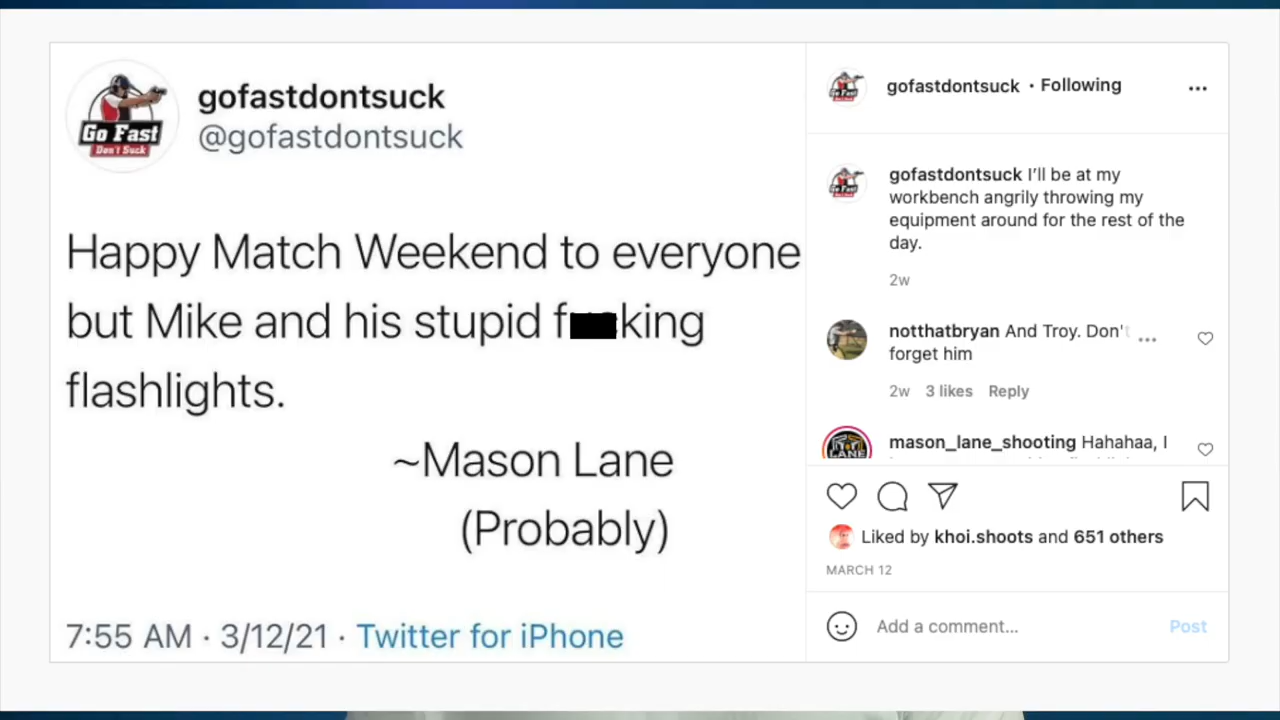 gofastdontsuck
@gofastdontsuck
Go Fast
Don't Suck
Happy Match Weekend to everyone
but Mike and his stupid f king
flashlights.
~Mason Lane
(Probably)
7:55 AM · 3/12/21 · Twitter for iPhone
gofastdontsuck • Following
gofastdontsuck I'll be at my
workbench angrily throwing my
equipment around for the rest of the
day.
2w
notthatbryan And Troy. Don't
forget him
2w 3 likes Reply
mason_lane_shooting Hahahaa, I
LANE
Liked by khoi.shoots and 651 others
MARCH 12
Add a comment... Post